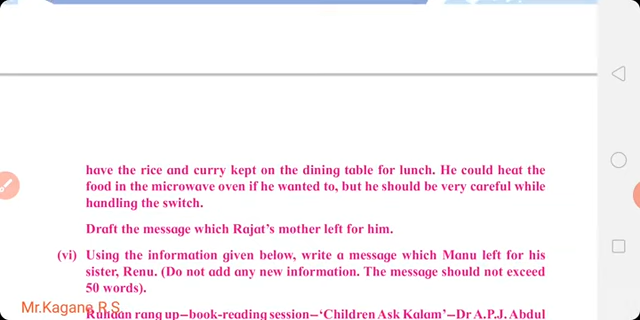 have the rice and curry kept on the dining table for lunch. He could heat the
food in the microwave oven if he wanted to, but he should be very careful while
handling the switch.
Draft the message which Rajat's mother left for him.
(vi) Using the information given below, write a message which Manu left for his
sister, Renu. (Do not add any new information. The message should not exceed
50 words).
Mr.Kagane R.S.
Ruhaan rang up–book-reading session–'Children Ask Kalam'–Dr A.P.J. Abdul